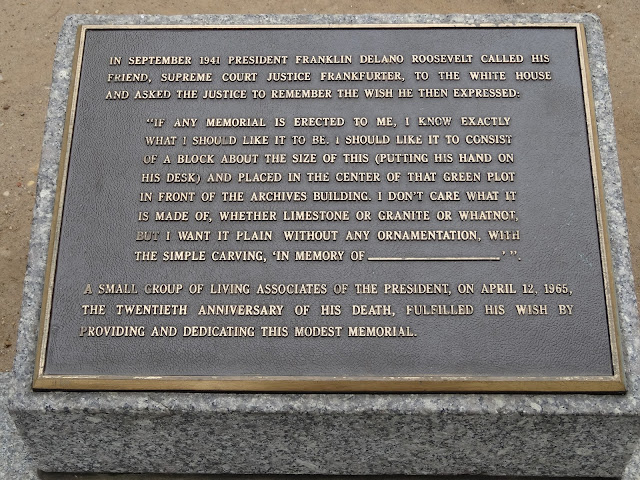 IN SEPTEMBER 1941 PRESIDENT FRANKLIN DELANO ROOSEVELT CALLED HIS
FRIEND, SUPREME COURT JUSTICE FRANKFURTER, TO THE WHITE HOUSE
AND ASKED THE JUSTICE TO REMEMBER THE WISH HE THEN EXPRESSED:
"IF ANY MEMORIAL IS ERECTED TO ME, I KNOW EXACTLY
WHAT I SHOULD LIKE IT TO BE. I SHOULD LIKE IT TO CONSIST
OF A BLOCK ABOUT THE SIZE OF THIS (PUTTING HIS HAND ON
HIS DESK) AND PLACED IN THE CENTER OF THAT GREEN PLOT
IN FRONT OF THE ARCHIVES BUILDING. I DON'T CARE WHAT IT
IS MADE OF, WHETHER LIMESTONE OR GRANITE OR WHATNOT,
BUT I WANT IT PLAIN WITHOUT ANY ORNAMENTATION, WITH
THE SIMPLE CARVING, 'IN MEMORY OF ____________' ".
A SMALL GROUP OF LIVING ASSOCIATES OF THE PRESIDENT, ON APRIL 12, 1965,
THE TWENTIETH ANNIVERSARY OF HIS DEATH, FULFILLED HIS WISH BY
PROVIDING AND DEDICATING THIS MODEST MEMORIAL.